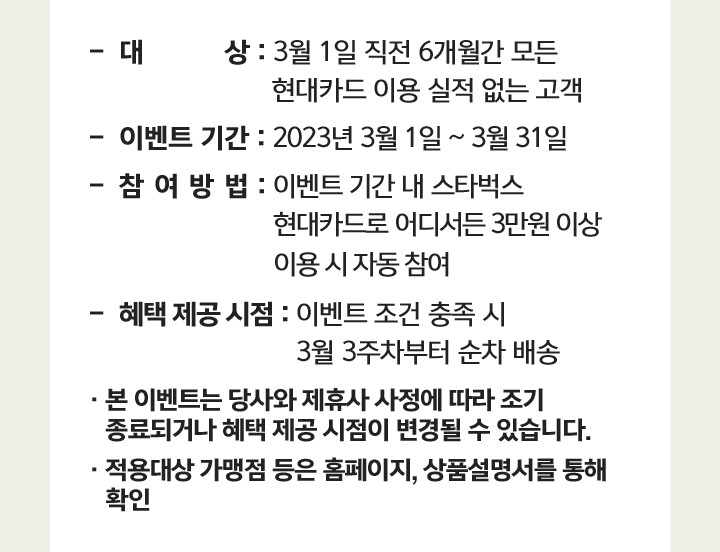 - 대 상 : 3월 1일 직전 6개월간 모든
현대카드 이용 실적 없는 고객
- 이벤트 기간 : 2023년 3월 1일 ~ 3월 31일
- 참 여 방 법 : 이벤트 기간 내 스타벅스
현대카드로 어디서든 3만원 이상
이용 시 자동 참여
- 혜택 제공 시점 : 이벤트 조건 충족 시
3월 3주차부터 순차 배송
· 본 이벤트는 당사와 제휴사 사정에 따라 조기
종료되거나 혜택 제공 시점이 변경될 수 있습니다.
· 적용대상 가맹점 등은 홈페이지, 상품설명서를 통해
확인